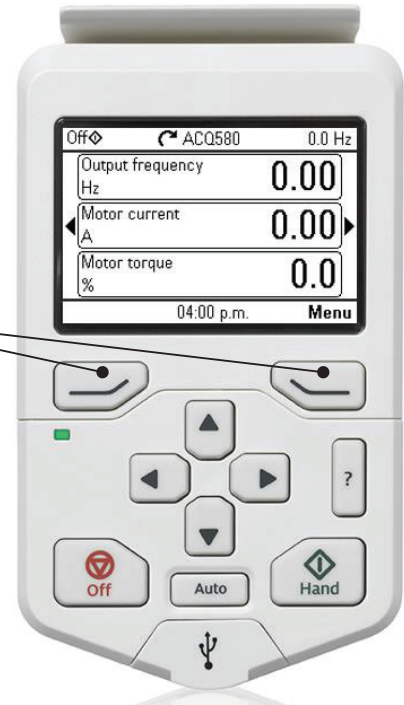 Off ACQ580 0.0 Hz
Output frequency
Hz 0.00
Motor current
A 0.00
Motor torque
% 0.0
04:00 p.m. Menu
?
Off Auto Hand